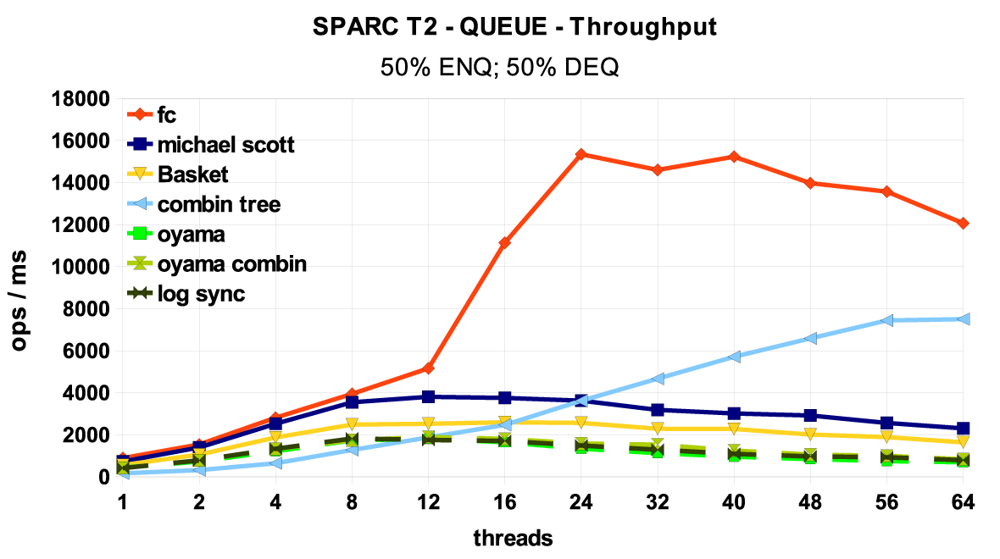 SPARC T2 - QUEUE - Throughput
50% ENQ; 50% DEQ
18000
16000
14000
12000
10000
8000
6000
4000
2000
0
fc
michael scott
Basket
combin tree
oyama
oyama combin
log sync
ops / ms
1 2 4 8 12 16 24 32 40 48 56 64
threads